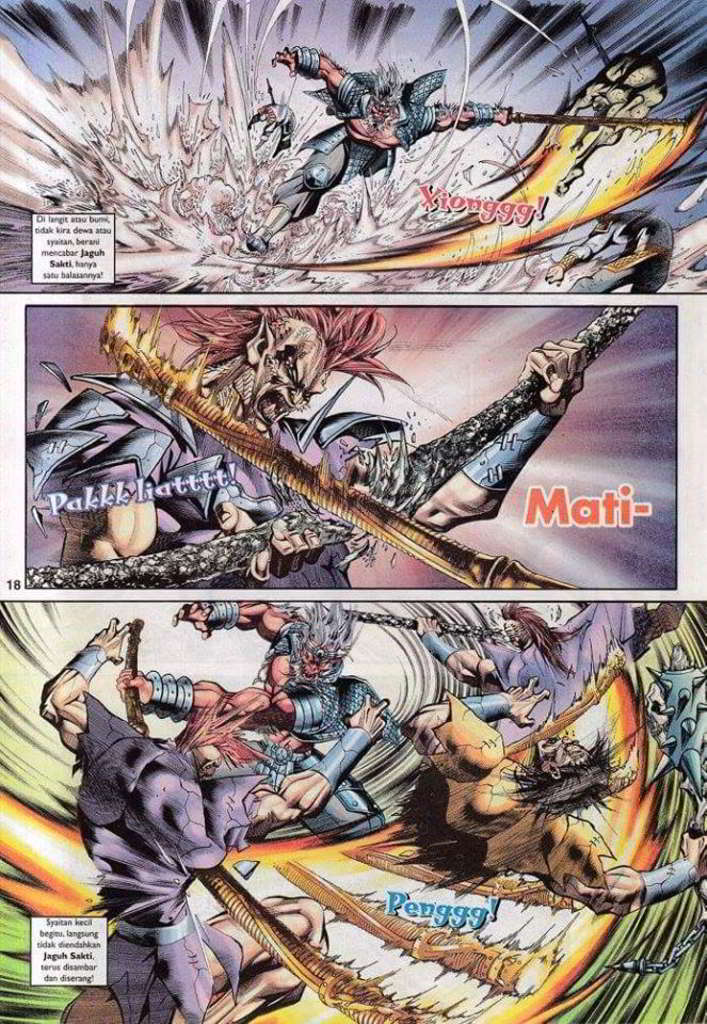 Di langit atau bumi,
tidak kira dewa atau
syaitan, berani
mencabar Jaguh
Sakti, hanya
satu balasannya!
Xionggg!
Pakkk liatttt!
Mati-
18
Penggg!
Syaitan kecil
begitu, langsung
tidak diendahkan
Jaguh Sakti,
terus disambar
dan diserang!